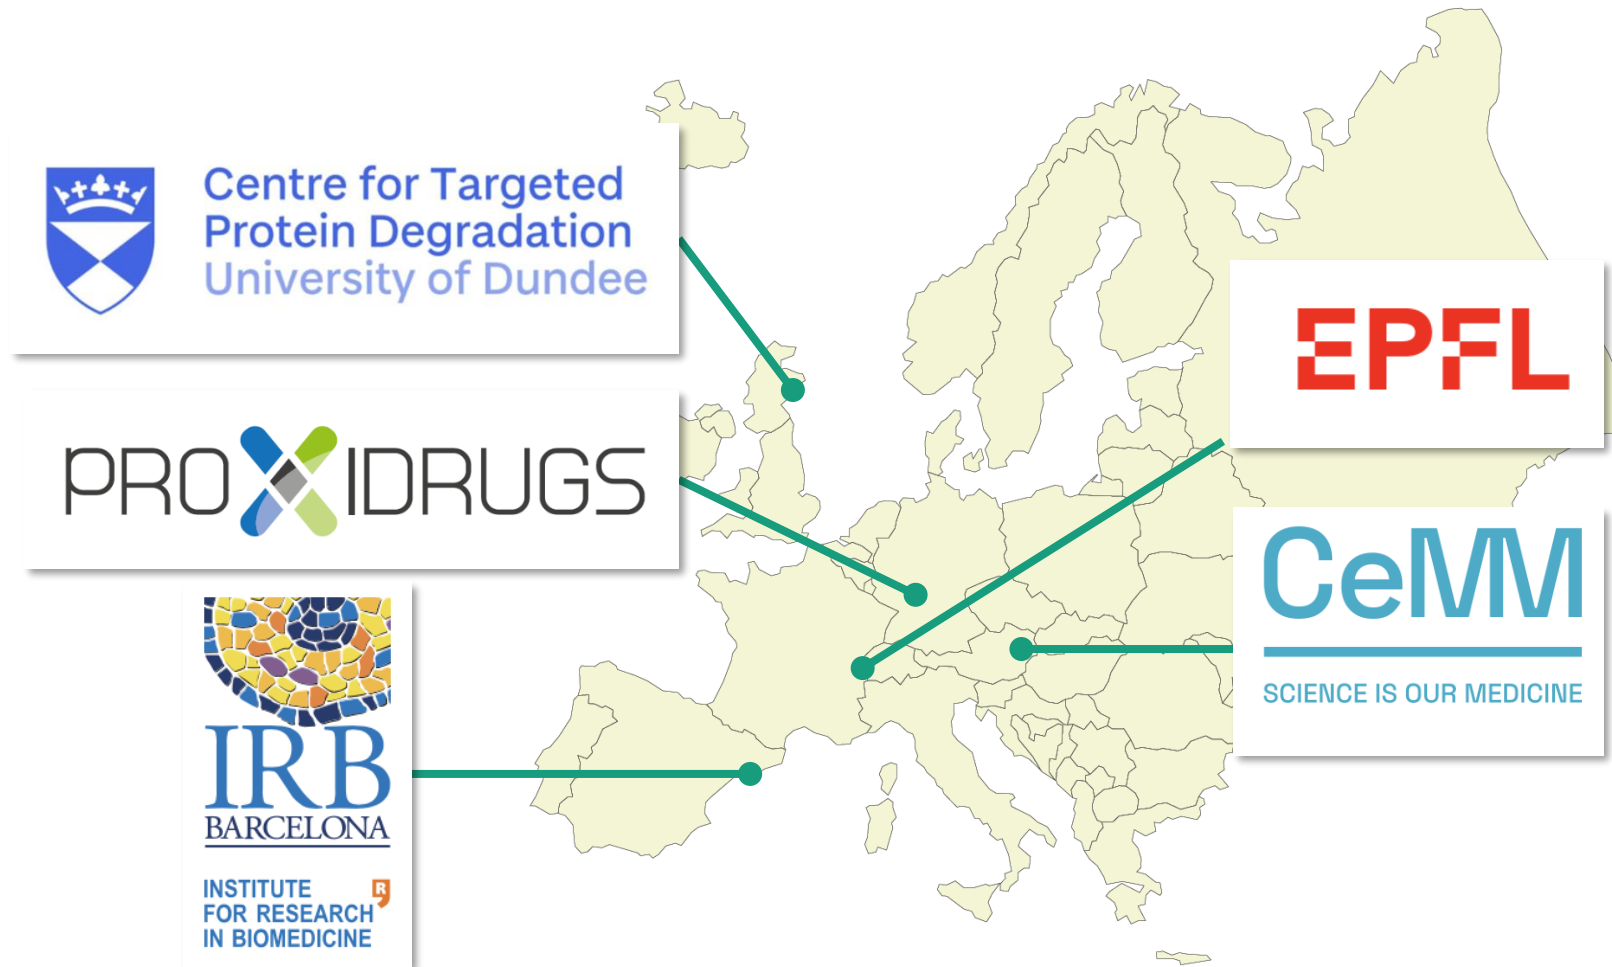 Centre for Targeted
Protein Degradation
University of Dundee
PROXIDRUGS
IRB
BARCELONA
INSTITUTE
FOR RESEARCH
IN BIOMEDICINE
R
EPFL
CeMM
SCIENCE IS OUR MEDICINE